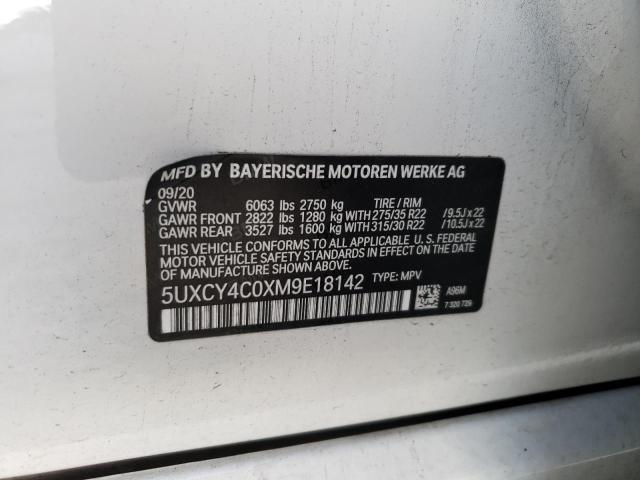 MFD BY BAYERISCHE MOTOREN WERKE AG
09/20
GVWR 6063 lbs 2750 kg TIRE / RIM
GAWR FRONT 2822 lbs 1280 kg WITH 275/35 R22 / 9.5J x 22
GAWR REAR 3527 lbs 1600 kg WITH 315/30 R22 / 10.5J x 22
THIS VEHICLE CONFORMS TO ALL APPLICABLE U. S. FEDERAL
MOTOR VEHICLE SAFETY STANDARDS IN EFFECT ON THE
DATE OF MANUFACTURE SHOWN ABOVE.
5UXCY4C0XM9E18142 TYPE: MPV
A96M
7 320 729